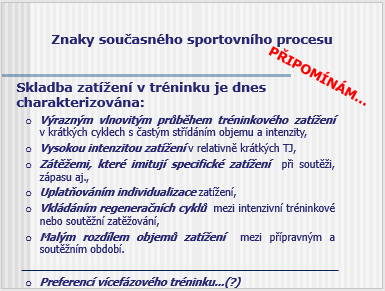 Znaky současného sportovního procesu
PŘIPOMÍNÁM...
Skladba zatížení v tréninku je dnes
charakterizována:
o Výrazným vlnovitým průběhem tréninkového zatížení
v krátkých cyklech s častým střídáním objemu a intenzity,
o Vysokou intenzitou zatížení v relativně krátkých TJ,
o Zátěžemi, které imitují specifické zatížení při soutěži,
zápasu aj.,
o Uplatňováním individualizace zatížení,
o Vkládáním regeneračních cyklů mezi intenzivní tréninkové
nebo soutěžní zatěžování,
o Malým rozdílem objemů zatížení mezi přípravným a
soutěžním období.
o Preferencí vícefázového tréninku...(?)